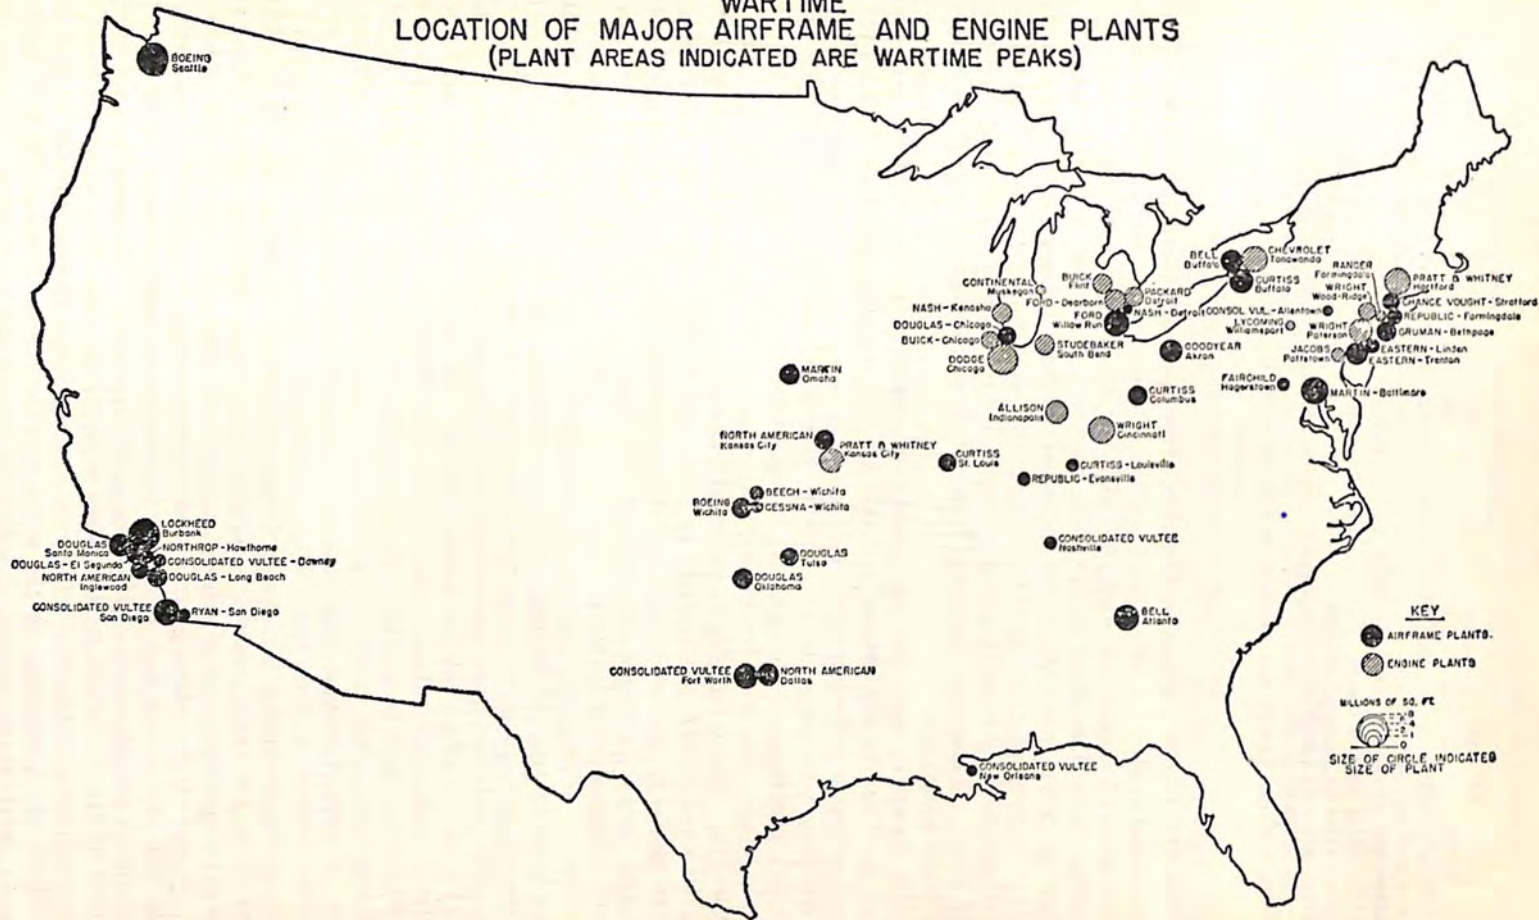 WARTIME
LOCATION OF MAJOR AIRFRAME AND ENGINE PLANTS
(PLANT AREAS INDICATED ARE WARTIME PEAKS)
BOEING
Seattle
BELL
Buffalo
CHEVROLET
Tonawanda
CURTISS
Buffalo
RANGER
Farmingdale
PRATT & WHITNEY
Hartford
WRIGHT
Wood-Ridge
CHANCE VOUGHT - Stratford
REPUBLIC - Farmingdale
GRUMAN - Bethpage
WRIGHT
Paterson
EASTERN - Linden
EASTERN - Trenton
JACOBS
Pottstown
CONSOL VUL. - Allentown
LYCOMING
Williamsport
CONTINENTAL
Muskegon
BUICK
Flint
PACKARD
Detroit
FORD - Dearborn
NASH - Detroit
FORD
Willow Run
NASH - Kenosha
DOUGLAS - Chicago
BUICK - Chicago
DODGE
Chicago
STUDEBAKER
South Bend
GOODYEAR
Akron
FAIRCHILD
Hagerstown
MARTIN - Baltimore
MARTIN
Omaha
CURTISS
Columbus
ALLISON
Indianapolis
WRIGHT
Cincinnati
NORTH AMERICAN
Kansas City
PRATT & WHITNEY
Kansas City
CURTISS
St. Louis
CURTISS - Louisville
REPUBLIC - Evansville
BEECH - Wichita
BOEING
Wichita
CESSNA - Wichita
LOCKHEED
Burbank
DOUGLAS
Santa Monica
NORTHROP - Hawthorne
DOUGLAS - El Segundo
CONSOLIDATED VULTEE - Downey
NORTH AMERICAN
Inglewood
DOUGLAS - Long Beach
CONSOLIDATED VULTEE
San Diego
RYAN - San Diego
CONSOLIDATED VULTEE
Nashville
DOUGLAS
Tulsa
DOUGLAS
Oklahoma
BELL
Atlanta
CONSOLIDATED VULTEE
Fort Worth
NORTH AMERICAN
Dallas
CONSOLIDATED VULTEE
New Orleans
KEY
AIRFRAME PLANTS.
ENGINE PLANTS
MILLIONS OF SQ. FT.
8
4
2
1
0
SIZE OF CIRCLE INDICATES
SIZE OF PLANT